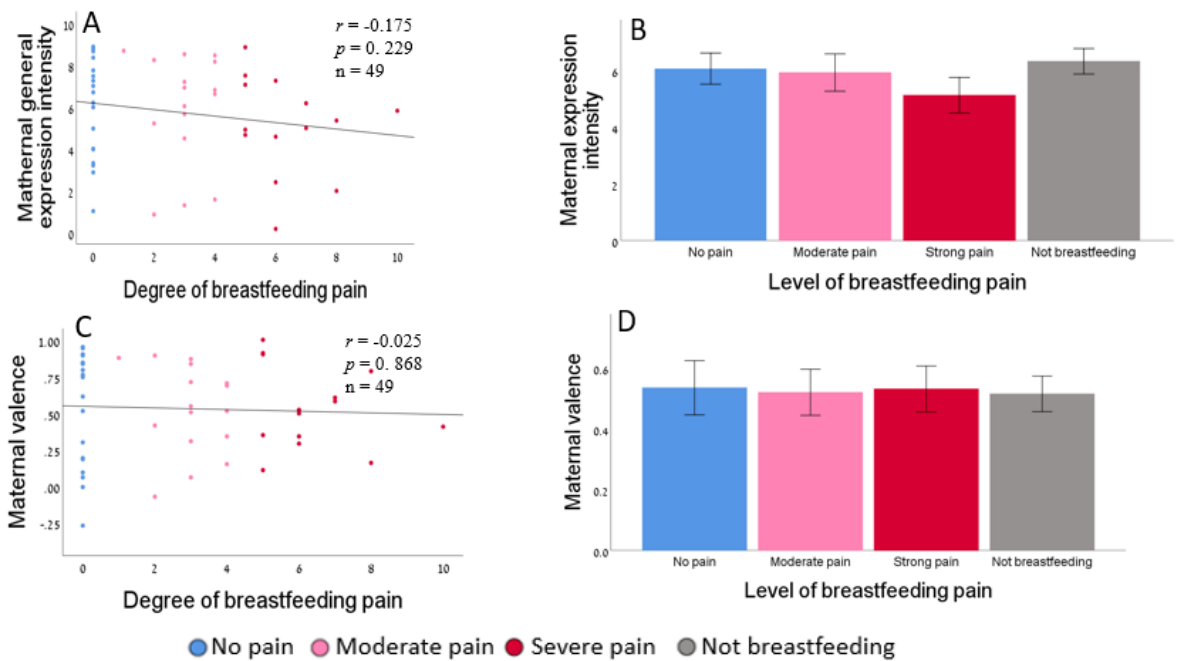 A
r = -0.175
p = 0. 229
n = 49
Mathernal general
expression intensity
10
8
6
4
2
0
0 2 4 6 8 10
Degree of breastfeeding pain
B
Maternal expression
intensity
6
4
2
0
No pain Moderate pain Strong pain Not breastfeeding
Level of breastfeeding pain
C
r = -0.025
p = 0. 868
n = 49
Maternal valence
1.00
.75
.50
.25
.00
-.25
0 2 4 6 8 10
Degree of breastfeeding pain
D
Maternal valence
0.6
0.4
0.2
0.0
No pain Moderate pain Strong pain Not breastfeeding
Level of breastfeeding pain
No pain Moderate pain Severe pain Not breastfeeding